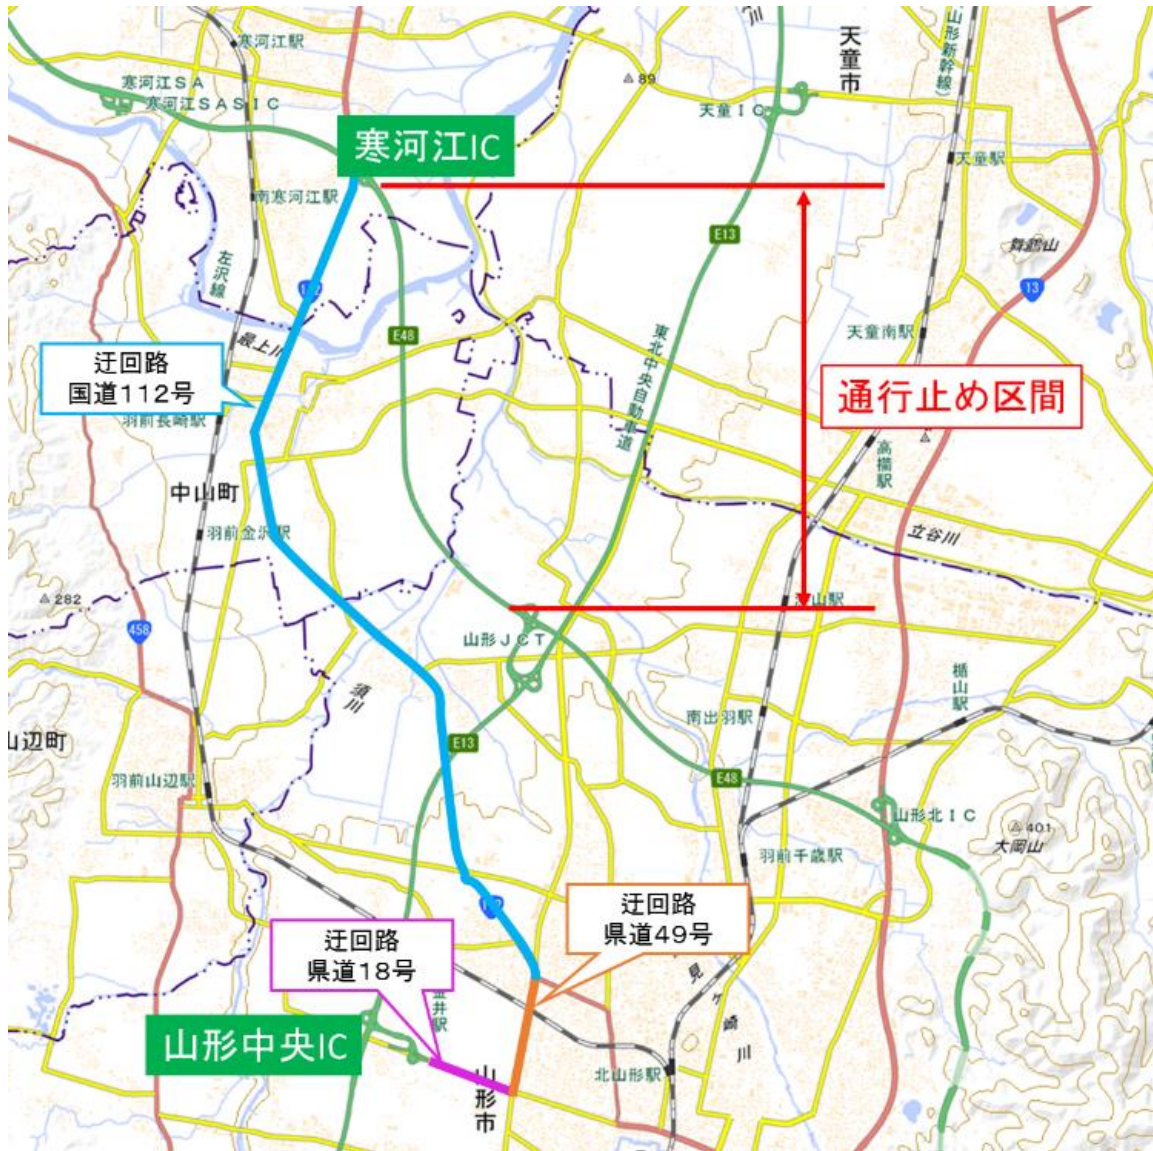 寒河江駅
天童市
山形新幹線)
寒河江SA
寒河江SASIC
89
天童IC
寒河江IC
天童駅
南寒河江駅
左沢線
E13
舞鶴山
13
E48
最上川
東北中央自動車道
天童南駅
迂回路
国道112号
通行止め区間
羽前長崎駅
高擶駅
中山町
羽前金沢駅
立谷川
282
458
山形JCT
須川
楯山駅
南出羽駅
山辺町
E13
羽前山辺駅
E48
山形北IC
401
大岡山
羽前千歳駅
迂回路
県道49号
迂回路
県道18号
見ヶ崎川
山形中央IC
北山形駅
山形市